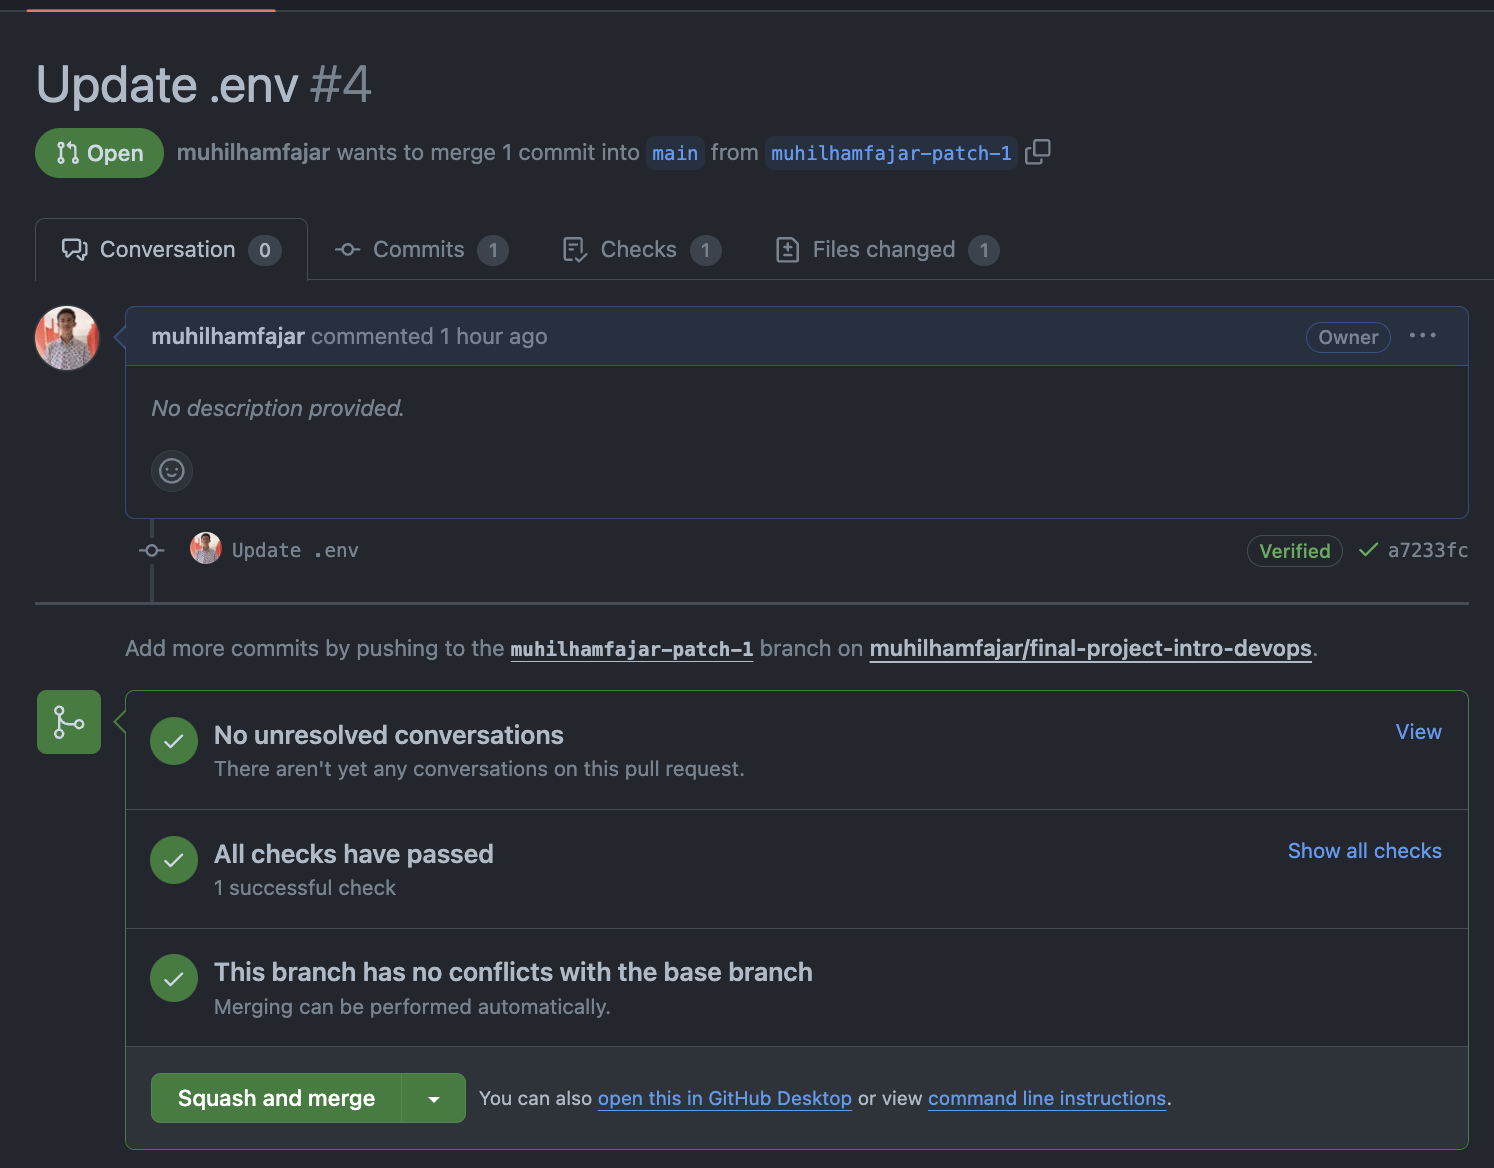 Update .env #4
Open muhilhamfajar wants to merge 1 commit into main from muhilhamfajar-patch-1
Conversation 0 Commits 1 Checks 1 Files changed 1
muhilhamfajar commented 1 hour ago Owner
No description provided.
Update .env Verified a7233fc
Add more commits by pushing to the muhilhamfajar-patch-1 branch on muhilhamfajar/final-project-intro-devops.
No unresolved conversations View
There aren't yet any conversations on this pull request.
All checks have passed Show all checks
1 successful check
This branch has no conflicts with the base branch
Merging can be performed automatically.
Squash and merge You can also open this in GitHub Desktop or view command line instructions.